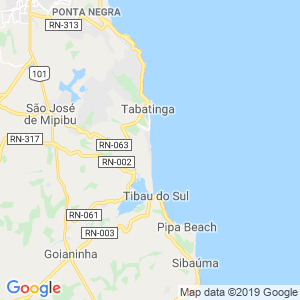 PONTA NEGRA
RN-313
101
Tabatinga
São José
de Mipibu
RN-317
RN-063
RN-002
Tibau do Sul
RN-061
RN-003
Pipa Beach
Goianinha
Sibaúma
Google
Map data ©2019 Google